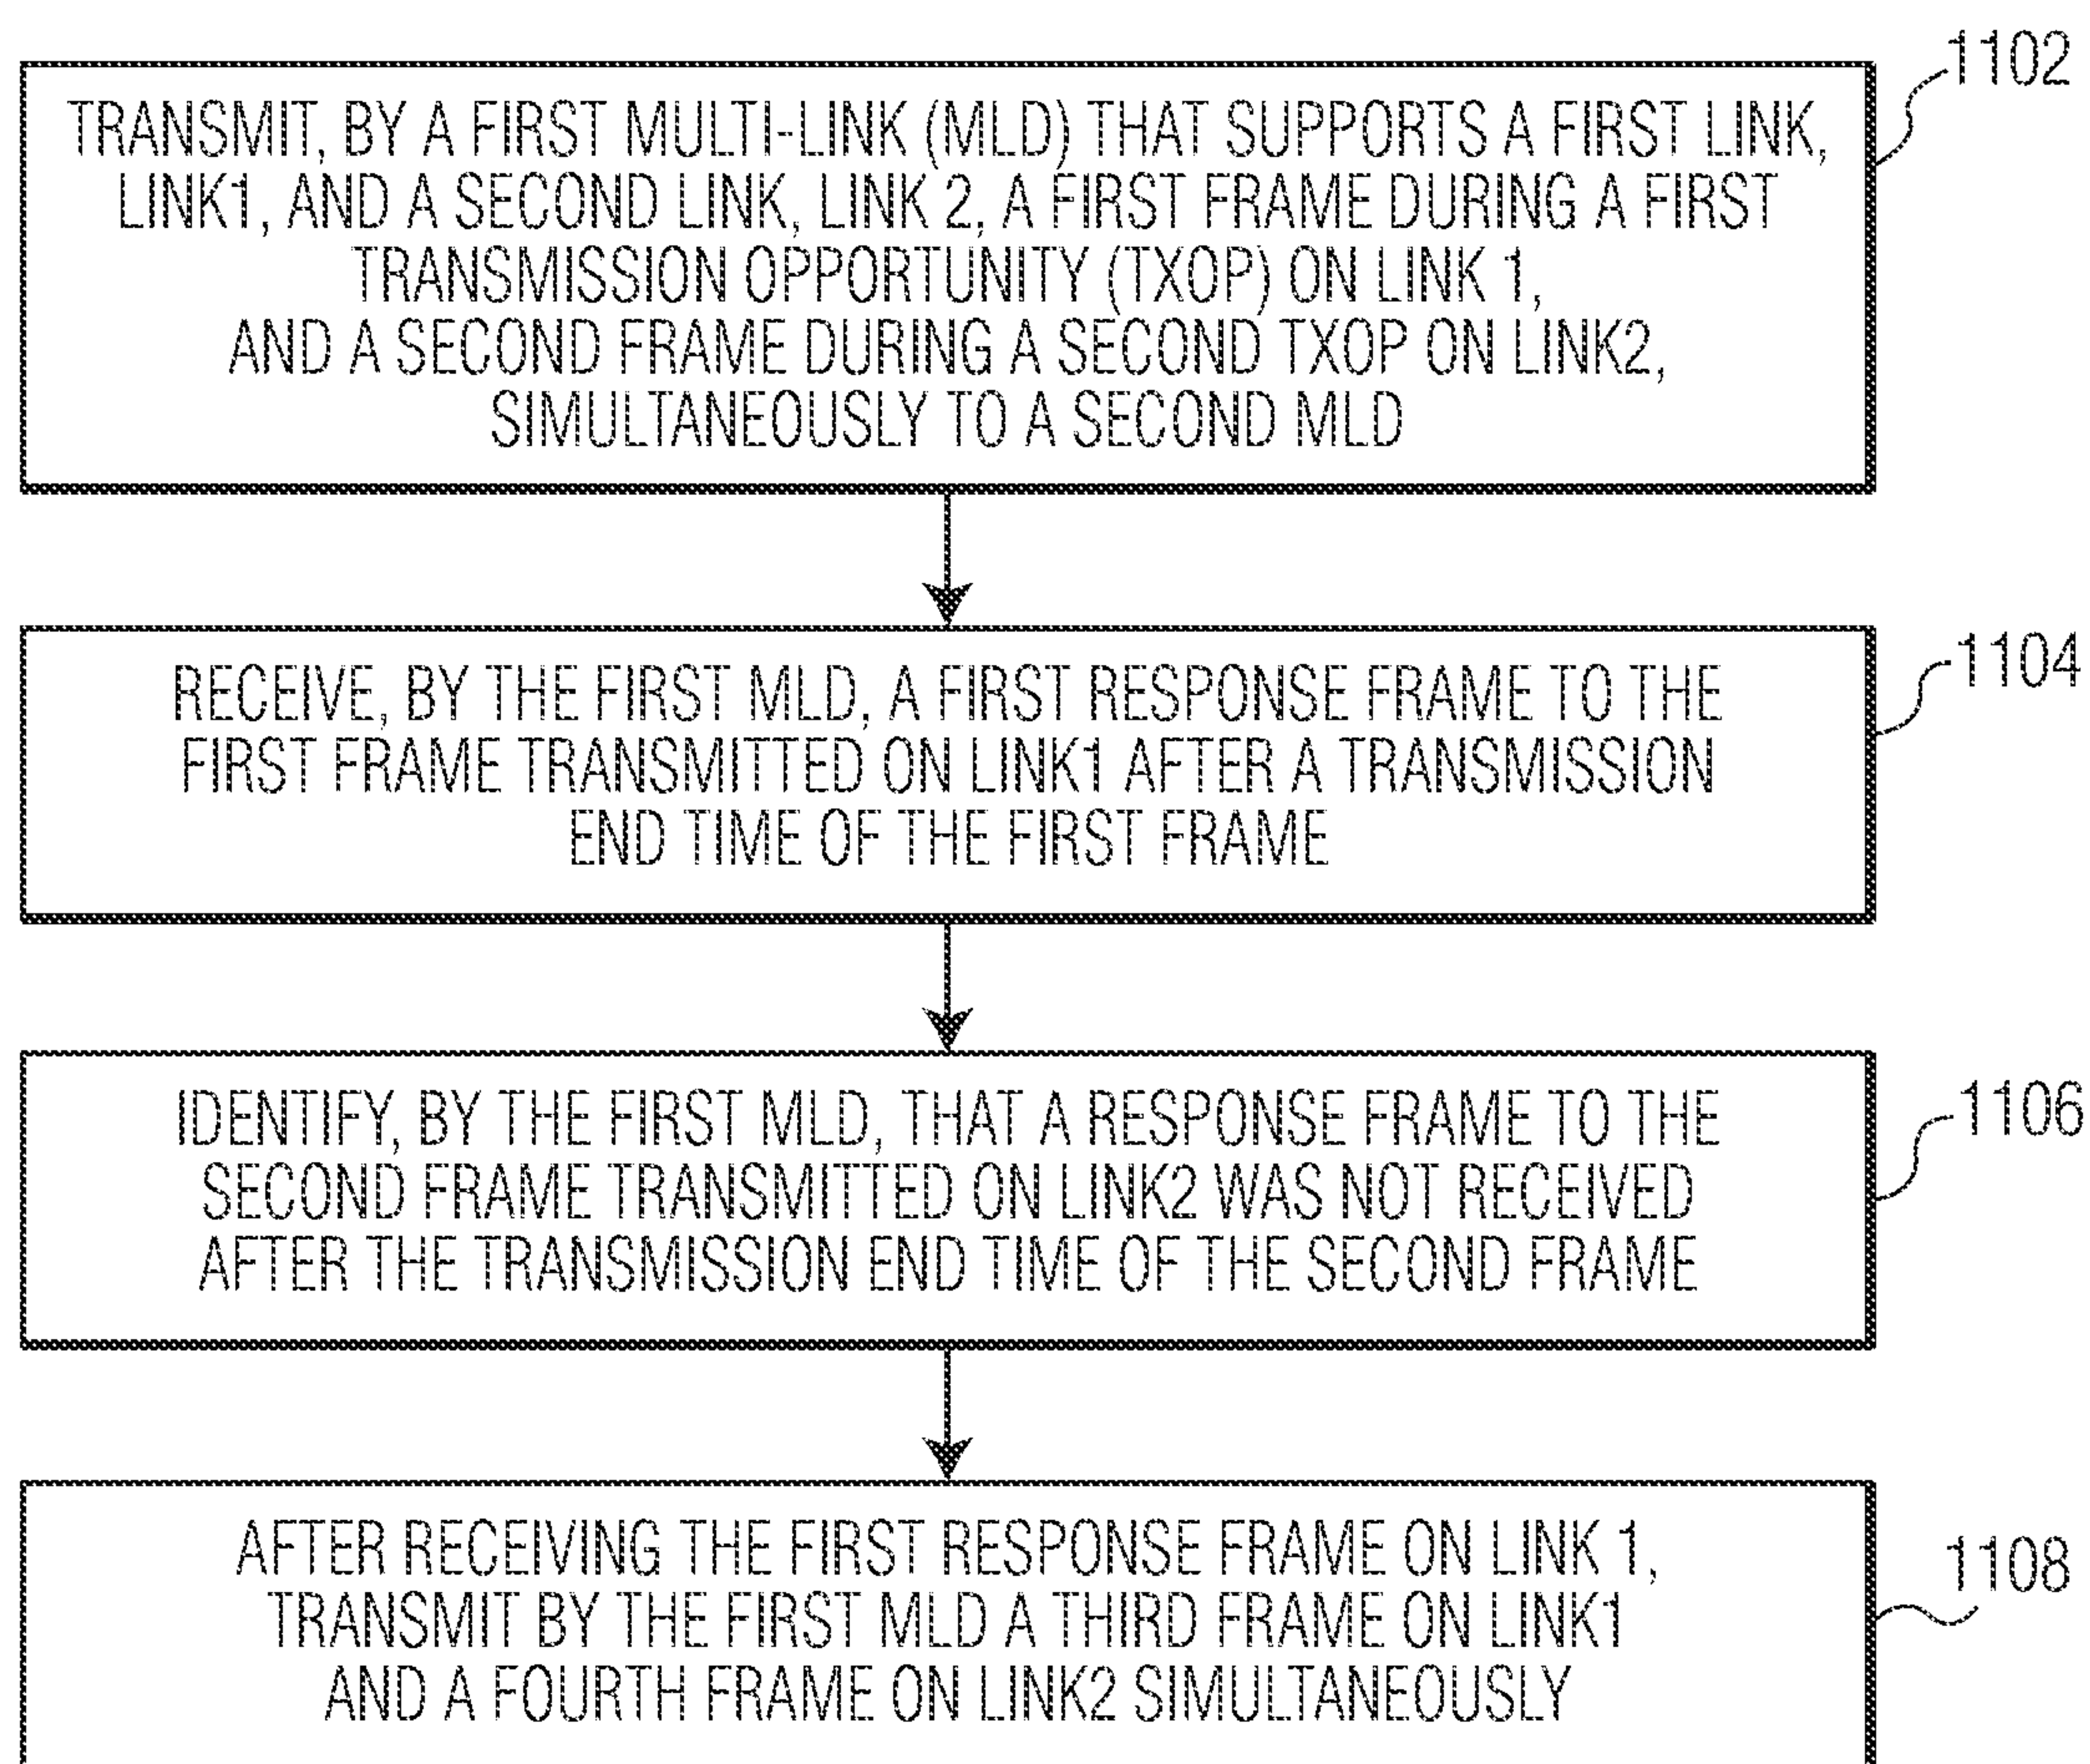 1102
TRANSMIT, BY A FIRST MULTI-LINK (MLD) THAT SUPPORTS A FIRST LINK,
LINK1, AND A SECOND LINK, LINK 2, A FIRST FRAME DURING A FIRST
TRANSMISSION OPPORTUNITY (TXOP) ON LINK 1,
AND A SECOND FRAME DURING A SECOND TXOP ON LINK2,
SIMULTANEOUSLY TO A SECOND MLD
1104
RECEIVE, BY THE FIRST MLD, A FIRST RESPONSE FRAME TO THE
FIRST FRAME TRANSMITTED ON LINK1 AFTER A TRANSMISSION
END TIME OF THE FIRST FRAME
1106
IDENTIFY, BY THE FIRST MLD, THAT A RESPONSE FRAME TO THE
SECOND FRAME TRANSMITTED ON LINK2 WAS NOT RECEIVED
AFTER THE TRANSMISSION END TIME OF THE SECOND FRAME
1108
AFTER RECEIVING THE FIRST RESPONSE FRAME ON LINK 1,
TRANSMIT BY THE FIRST MLD A THIRD FRAME ON LINK1
AND A FOURTH FRAME ON LINK2 SIMULTANEOUSLY